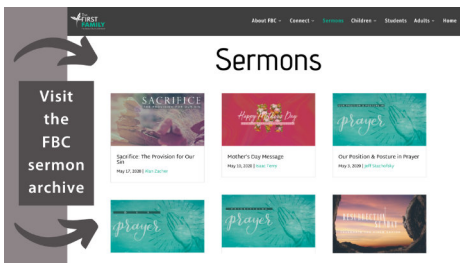 FIRST
FAMILY
About FBC
Connect
Sermons
Children
Students
Adults
Home
Sermons
Visit
the
FBC
sermon
archive
SACRIFICE
Happy Mother's Day
prayer
Sacrifice: The Provision for Our
Sin
May 17, 2020 |
Mother's Day Message
May 10, 2020 | Isaac
Our Position & Posture in Prayer
May 3, 2020 | Jeff
prayer
prayer